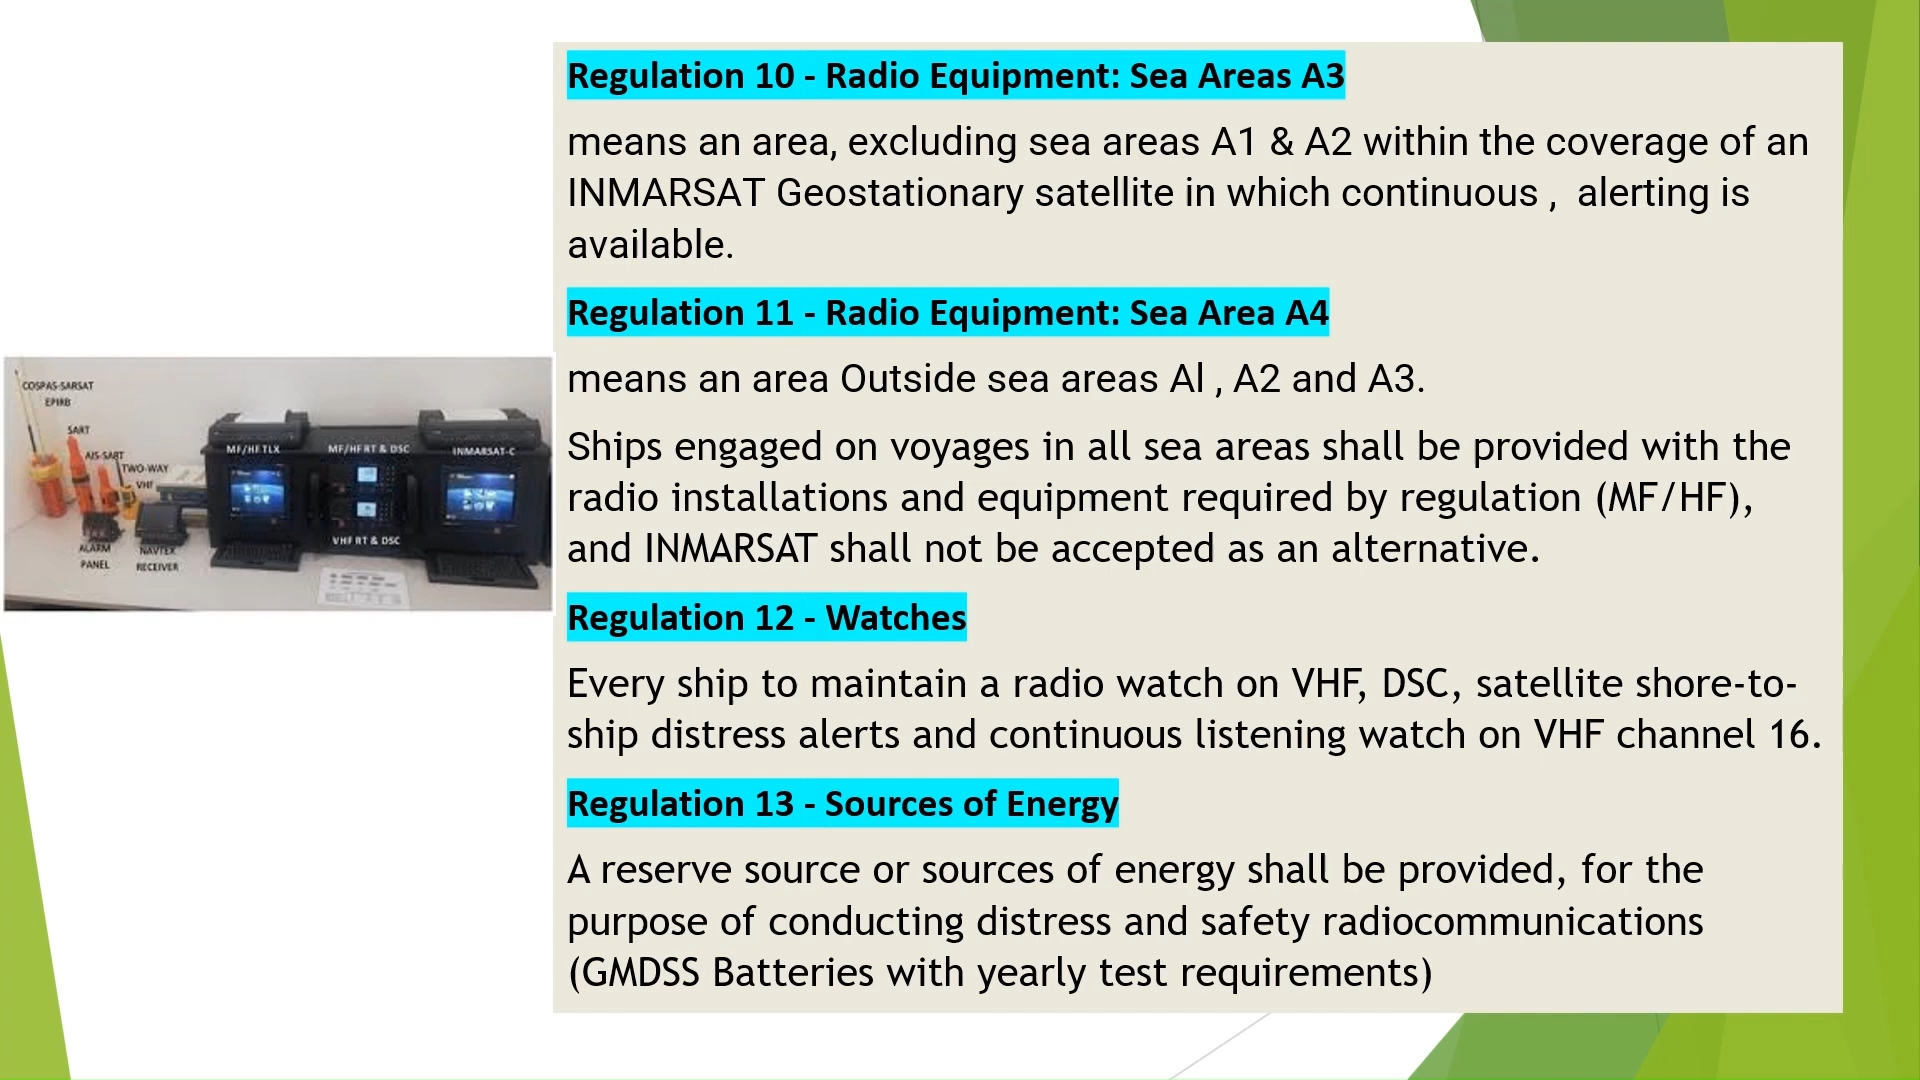 Regulation 10 - Radio Equipment: Sea Areas A3
means an area, excluding sea areas A1 & A2 within the coverage of an
INMARSAT Geostationary satellite in which continuous ,  alerting is
available.
Regulation 11 - Radio Equipment: Sea Area A4
means an area Outside sea areas Al , A2 and A3.
Ships engaged on voyages in all sea areas shall be provided with the
radio installations and equipment required by regulation (MF/HF),
and INMARSAT shall not be accepted as an alternative.
Regulation 12 - Watches
Every ship to maintain a radio watch on VHF, DSC, satellite shore-to-
ship distress alerts and continuous listening watch on VHF channel 16.
Regulation 13 - Sources of Energy
A reserve source or sources of energy shall be provided, for the
purpose of conducting distress and safety radiocommunications
(GMDSS Batteries with yearly test requirements)
COSPAS-SARSAT
EPIRB
SART
AIS-SART
TWO-WAY
VHF
ALARM
PANEL
NAVTEX
RECEIVER
MF/HF TLX
MF/HF RT & DSC
INMARSAT-C
VHF RT & DSC